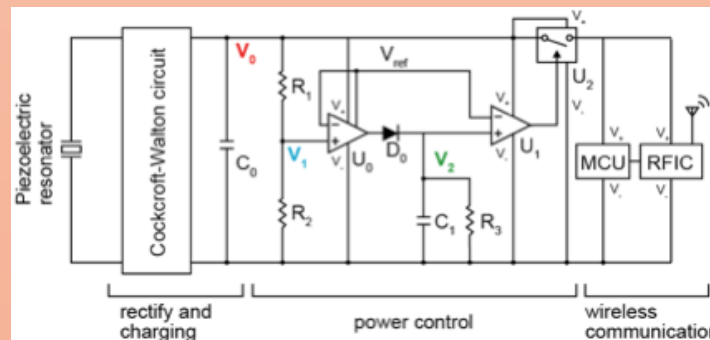 Piezoelectric
resonator
Cockcroft-Walton circuit
V₀
C₀
R₁
V₁
R₂
V₊
V₋
U₀
V_ref
D₀
V₂
C₁
R₃
V₊
V₋
U₁
V₊
U₂
V₋
V₊
MCU
V₋
V₊
RFIC
V₋
rectify and
charging
power control
wireless
communication